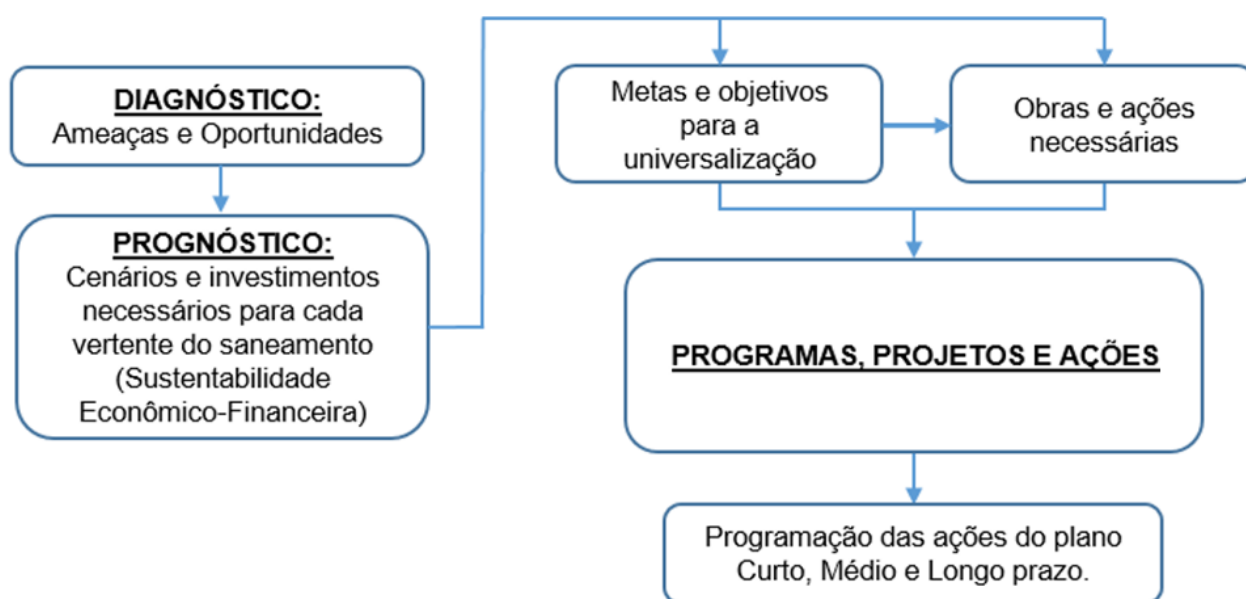 DIAGNÓSTICO:
Ameaças e Oportunidades
PROGNÓSTICO:
Cenários e investimentos
necessários para cada
vertente do saneamento
(Sustentabilidade
Econômico-Financeira)
Metas e objetivos
para a
universalização
Obras e ações
necessárias
PROGRAMAS, PROJETOS E AÇÕES
Programação das ações do plano
Curto, Médio e Longo prazo.